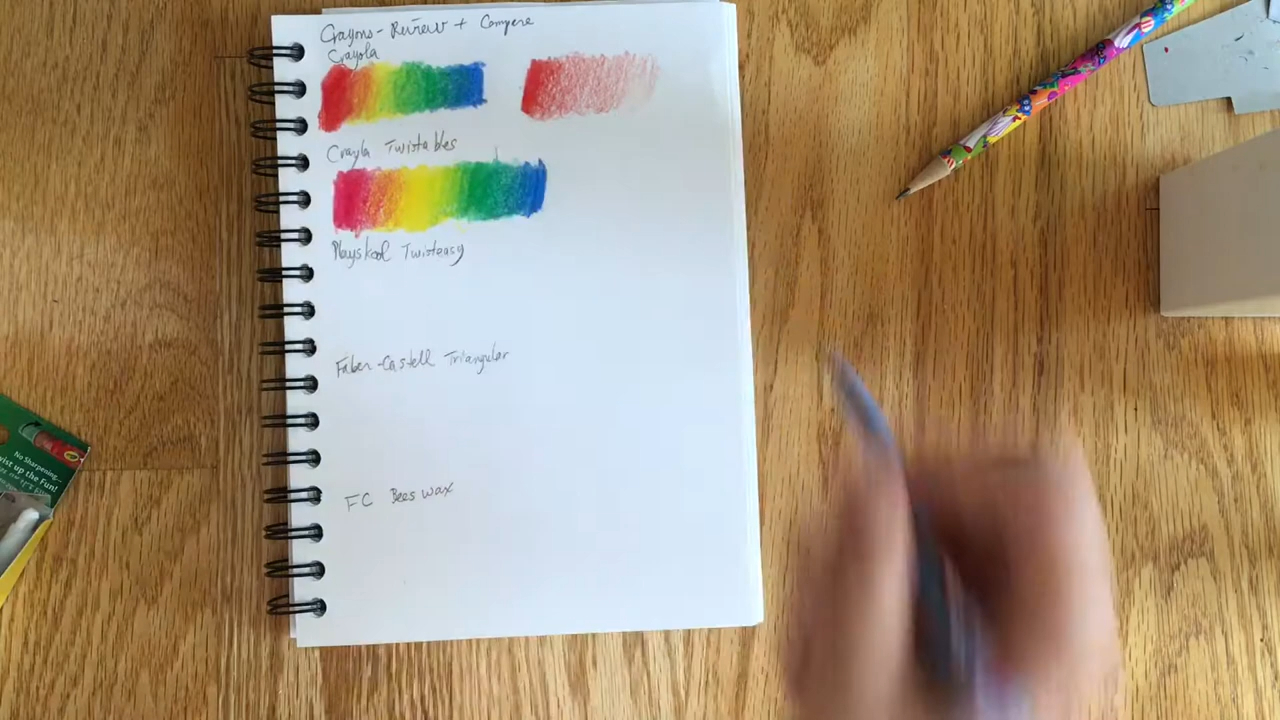 Crayons - Review + Compare
Crayola
Crayla Twistables
Playskool Twisteasy
Faber-Castell Triangular
FC Bees wax
No Sharpening...
Twist up the Fun!